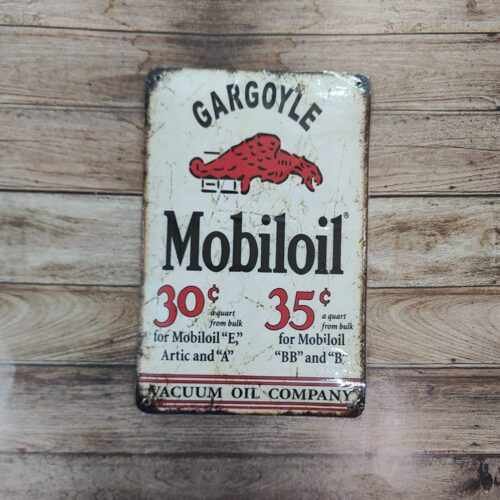 GARGOYLE
Mobiloil®
30¢ a quart from bulk
35¢ a quart from bulk
for Mobiloil "E,"
Artic and "A"
for Mobiloil
"BB" and "B"
VACUUM OIL COMPANY